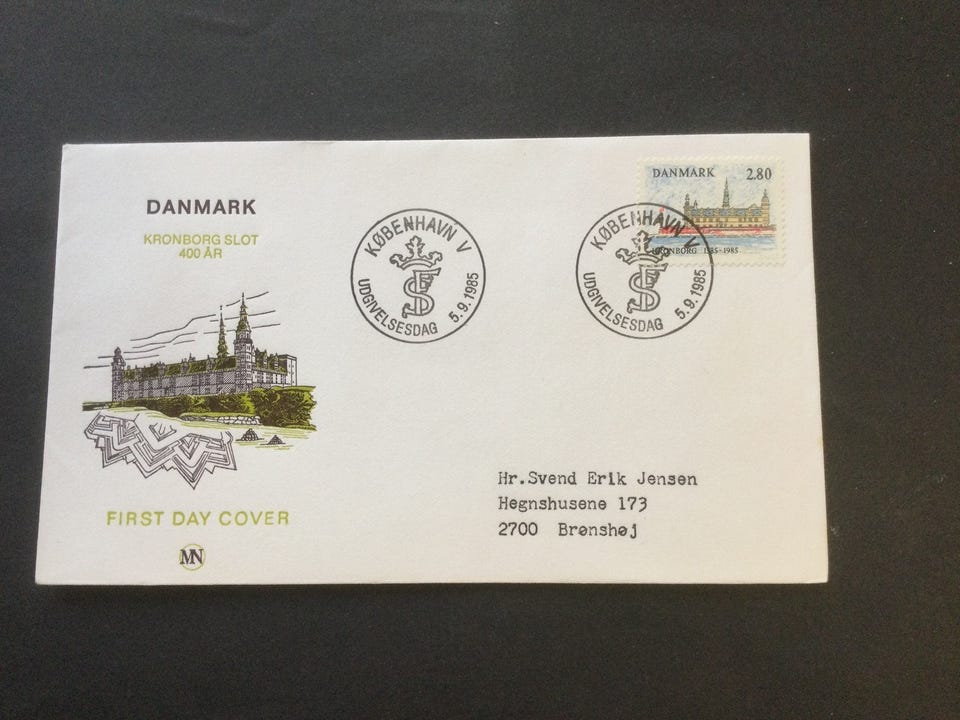 DANMARK
KRONBORG SLOT
400 ÅR
FIRST DAY COVER
MN
KØBENHAVN V
UDGIVELSESDAG 5.9.1985
DANMARK 2.80
KRONBORG 1585-1985
KØBENHAVN V
UDGIVELSESDAG 5.9.1985
Hr.Svend Erik Jensen
Hegnshusene 173
2700 Brønshøj